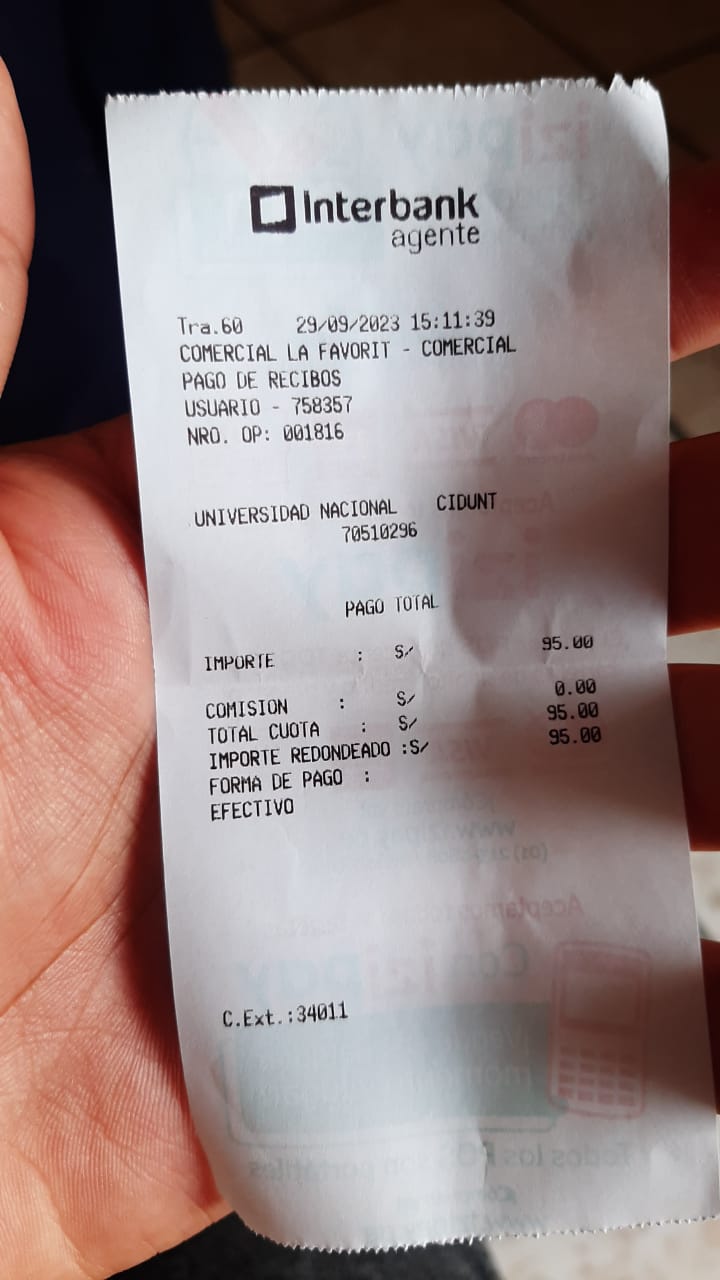 Interbank
agente
Tra.60 29/09/2023 15:11:39
COMERCIAL LA FAVORIT - COMERCIAL
PAGO DE RECIBOS
USUARIO - 758357
NRO. OP: 001816
UNIVERSIDAD NACIONAL CIDUNT
70510296
PAGO TOTAL
IMPORTE : S/ 95.00
COMISION : S/ 0.00
TOTAL CUOTA : S/ 95.00
IMPORTE REDONDEADO :S/ 95.00
FORMA DE PAGO :
EFECTIVO
C.Ext.:34011